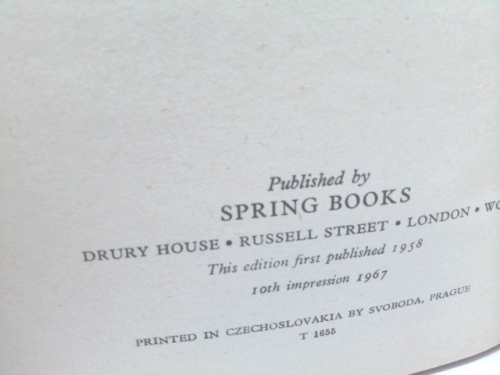 Published by
SPRING BOOKS
DRURY HOUSE • RUSSELL STREET • LONDON •
This edition first published 1958
10th impression 1967
PRINTED IN CZECHOSLOVAKIA BY SVOBODA, PRAGUE
T 1655